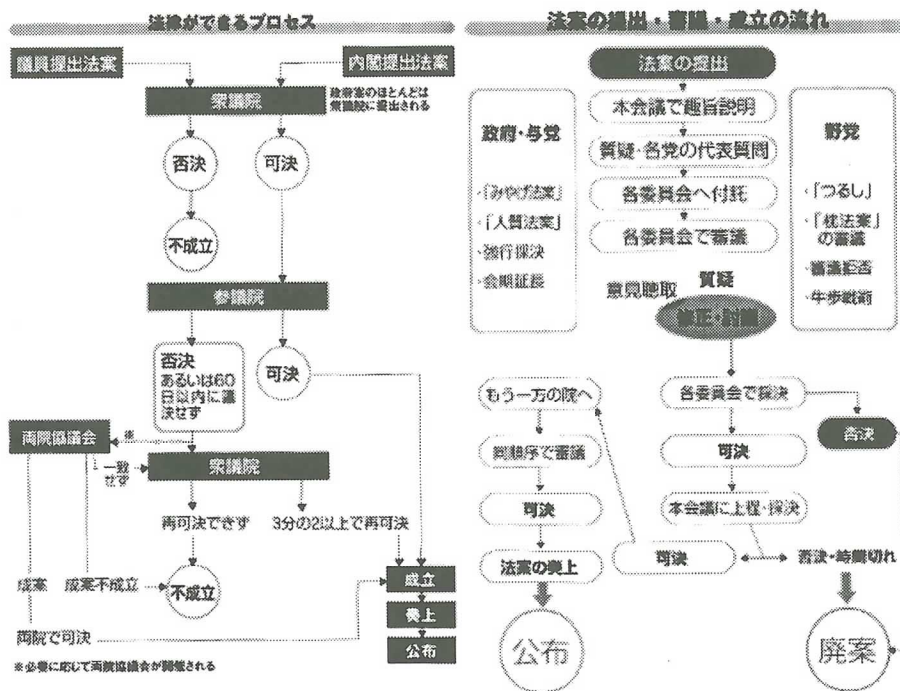 法律ができるプロセス
議員提出法案
内閣提出法案
政府案のほとんどは
衆議院に提出される
衆議院
否決
可決
不成立
参議院
否決
あるいは60
日以内に議
決せず
可決
両院協議会
※
一致
せず
衆議院
再可決できず
3分の2以上で再可決
成案
成案不成立
不成立
成立
奏上
公布
両院で可決
※必要に応じて両院協議会が開催される
法案の提出・審議・成立の流れ
法案の提出
本会議で趣旨説明
質疑・各党の代表質問
各委員会へ付託
各委員会で審議
政府・与党
・「みやげ法案」
・「人質法案」
・強行採決
・会期延長
野党
・「つるし」
・「枕法案」
の審議
・審議拒否
・牛歩戦術
質疑
意見聴取
修正・討議
各委員会で採決
否決
可決
本会議に上程・採決
可決
否決・時間切れ
廃案
もう一方の院へ
同順序で審議
可決
法案の奏上
公布